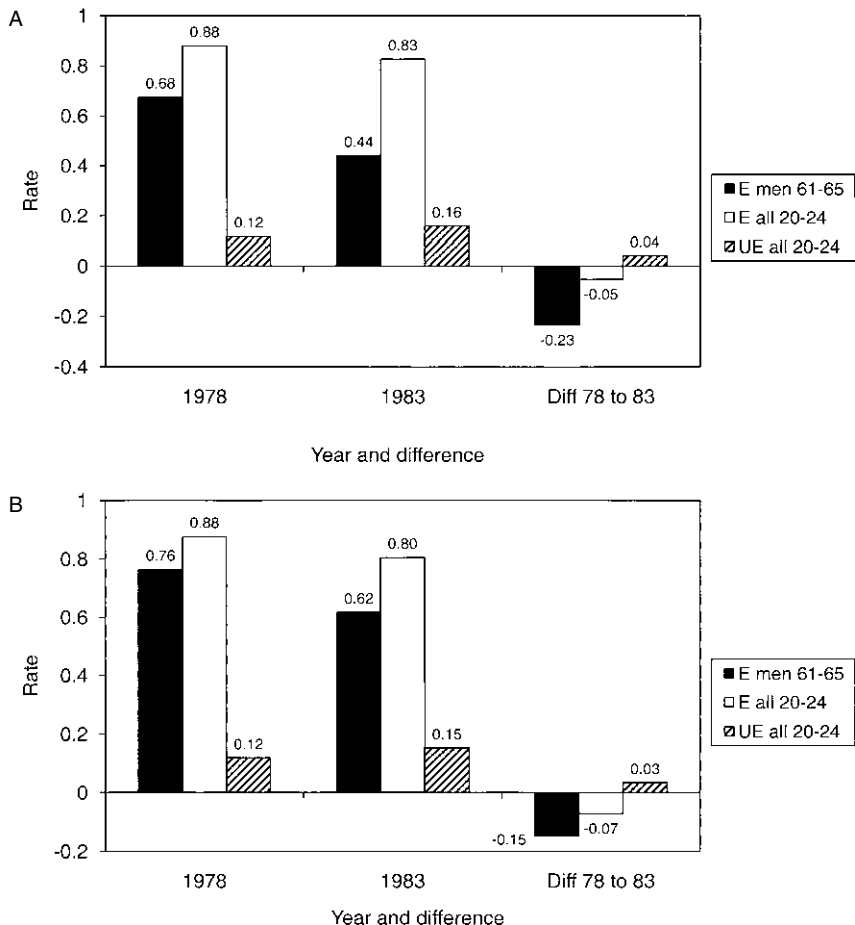 A
1
0.8
0.6
0.4
0.2
0
-0.2
-0.4
Rate
0.68
0.88
0.12
0.44
0.83
0.16
-0.23
-0.05
0.04
1978
1983
Diff 78 to 83
Year and difference
E men 61-65
E all 20-24
UE all 20-24
B
1
0.8
0.6
0.4
0.2
0
-0.2
Rate
0.76
0.88
0.12
0.62
0.80
0.15
-0.15
-0.07
0.03
1978
1983
Diff 78 to 83
Year and difference
E men 61-65
E all 20-24
UE all 20-24